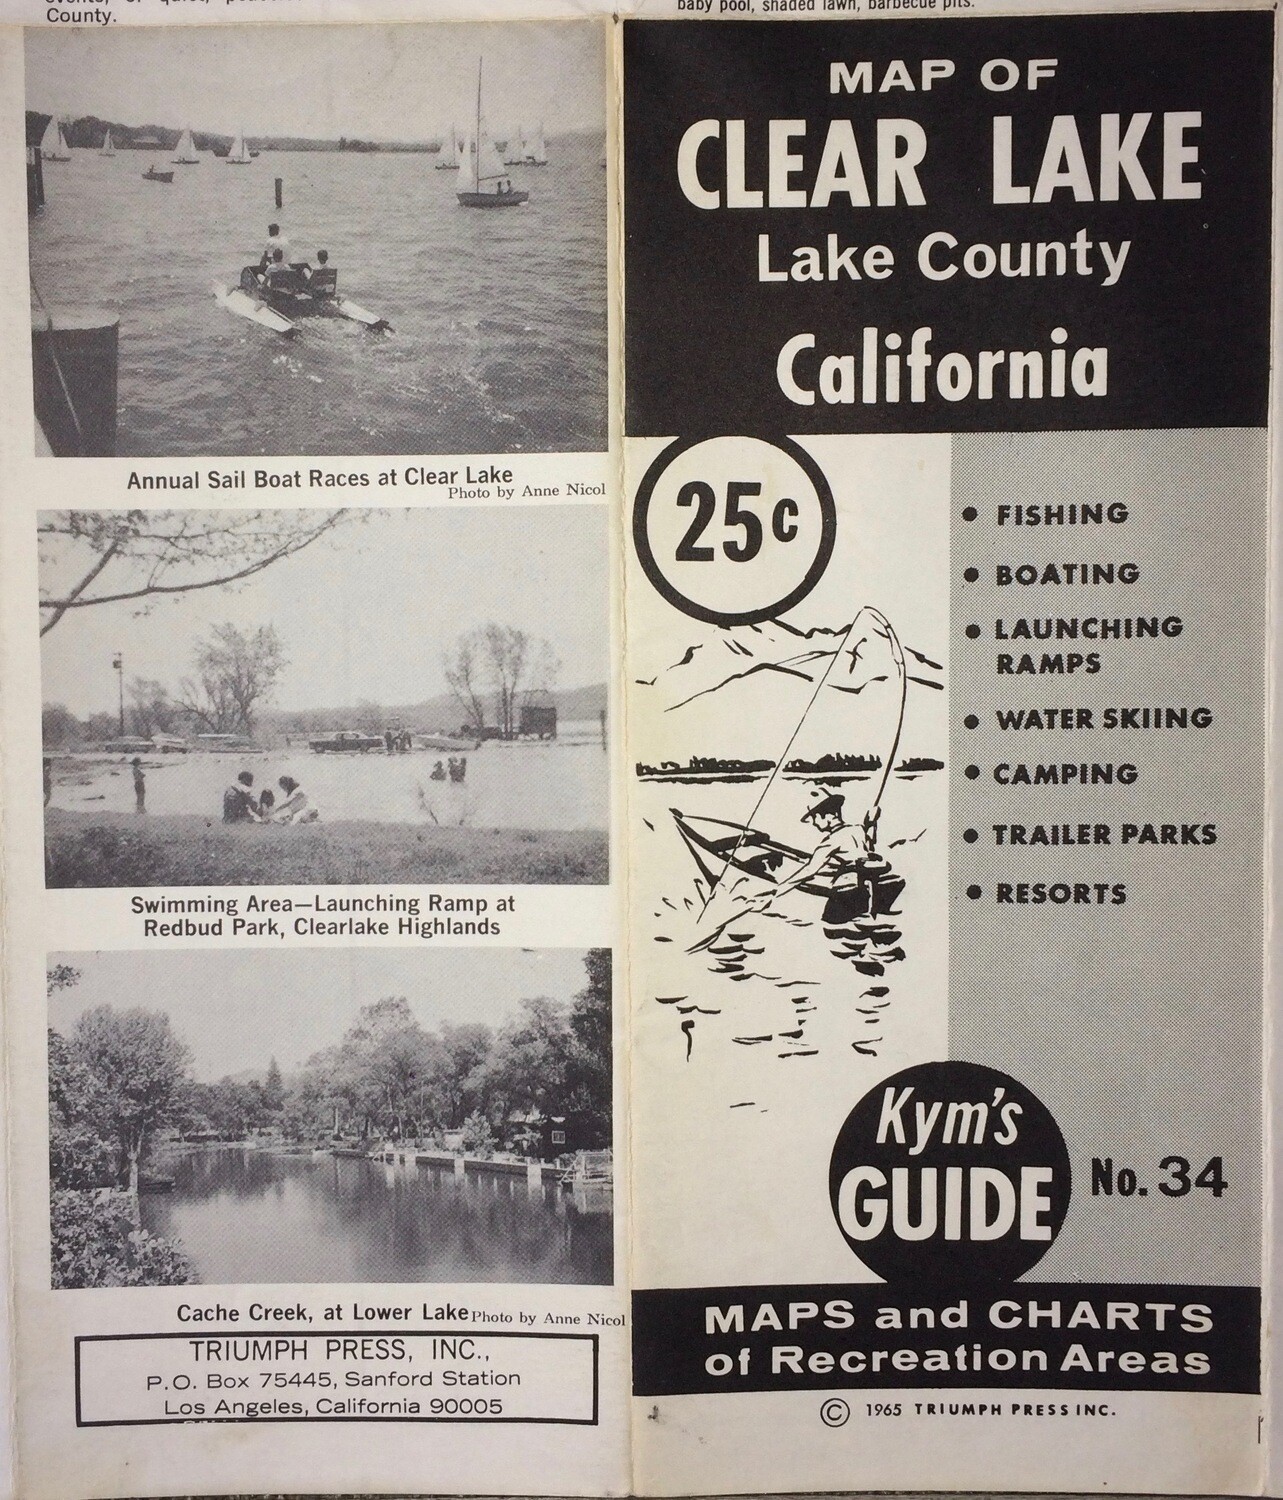 County.
baby pool, shaded lawn, barbecue pits.
Annual Sail Boat Races at Clear Lake
Photo by Anne Nicol
Swimming Area—Launching Ramp at
Redbud Park, Clearlake Highlands
Cache Creek, at Lower Lake Photo by Anne Nicol
TRIUMPH PRESS, INC.,
P.O. Box 75445, Sanford Station
Los Angeles, California 90005
MAP OF
CLEAR LAKE
Lake County
California
25c
• FISHING
• BOATING
• LAUNCHING
RAMPS
• WATER SKIING
• CAMPING
• TRAILER PARKS
• RESORTS
Kym's
GUIDE
No. 34
MAPS and CHARTS
of Recreation Areas
© 1965 TRIUMPH PRESS INC.